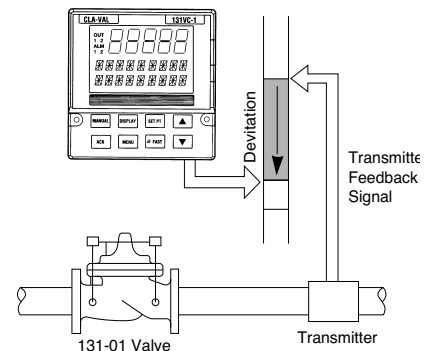 CLA-VAL 131VC-1
OUT
1 2
ALM
1 2
MANUAL DISPLAY SET PT
ACK MENU # FAST
Devitation
Transmitte
Feedback
Signal
131-01 Valve
Transmitter